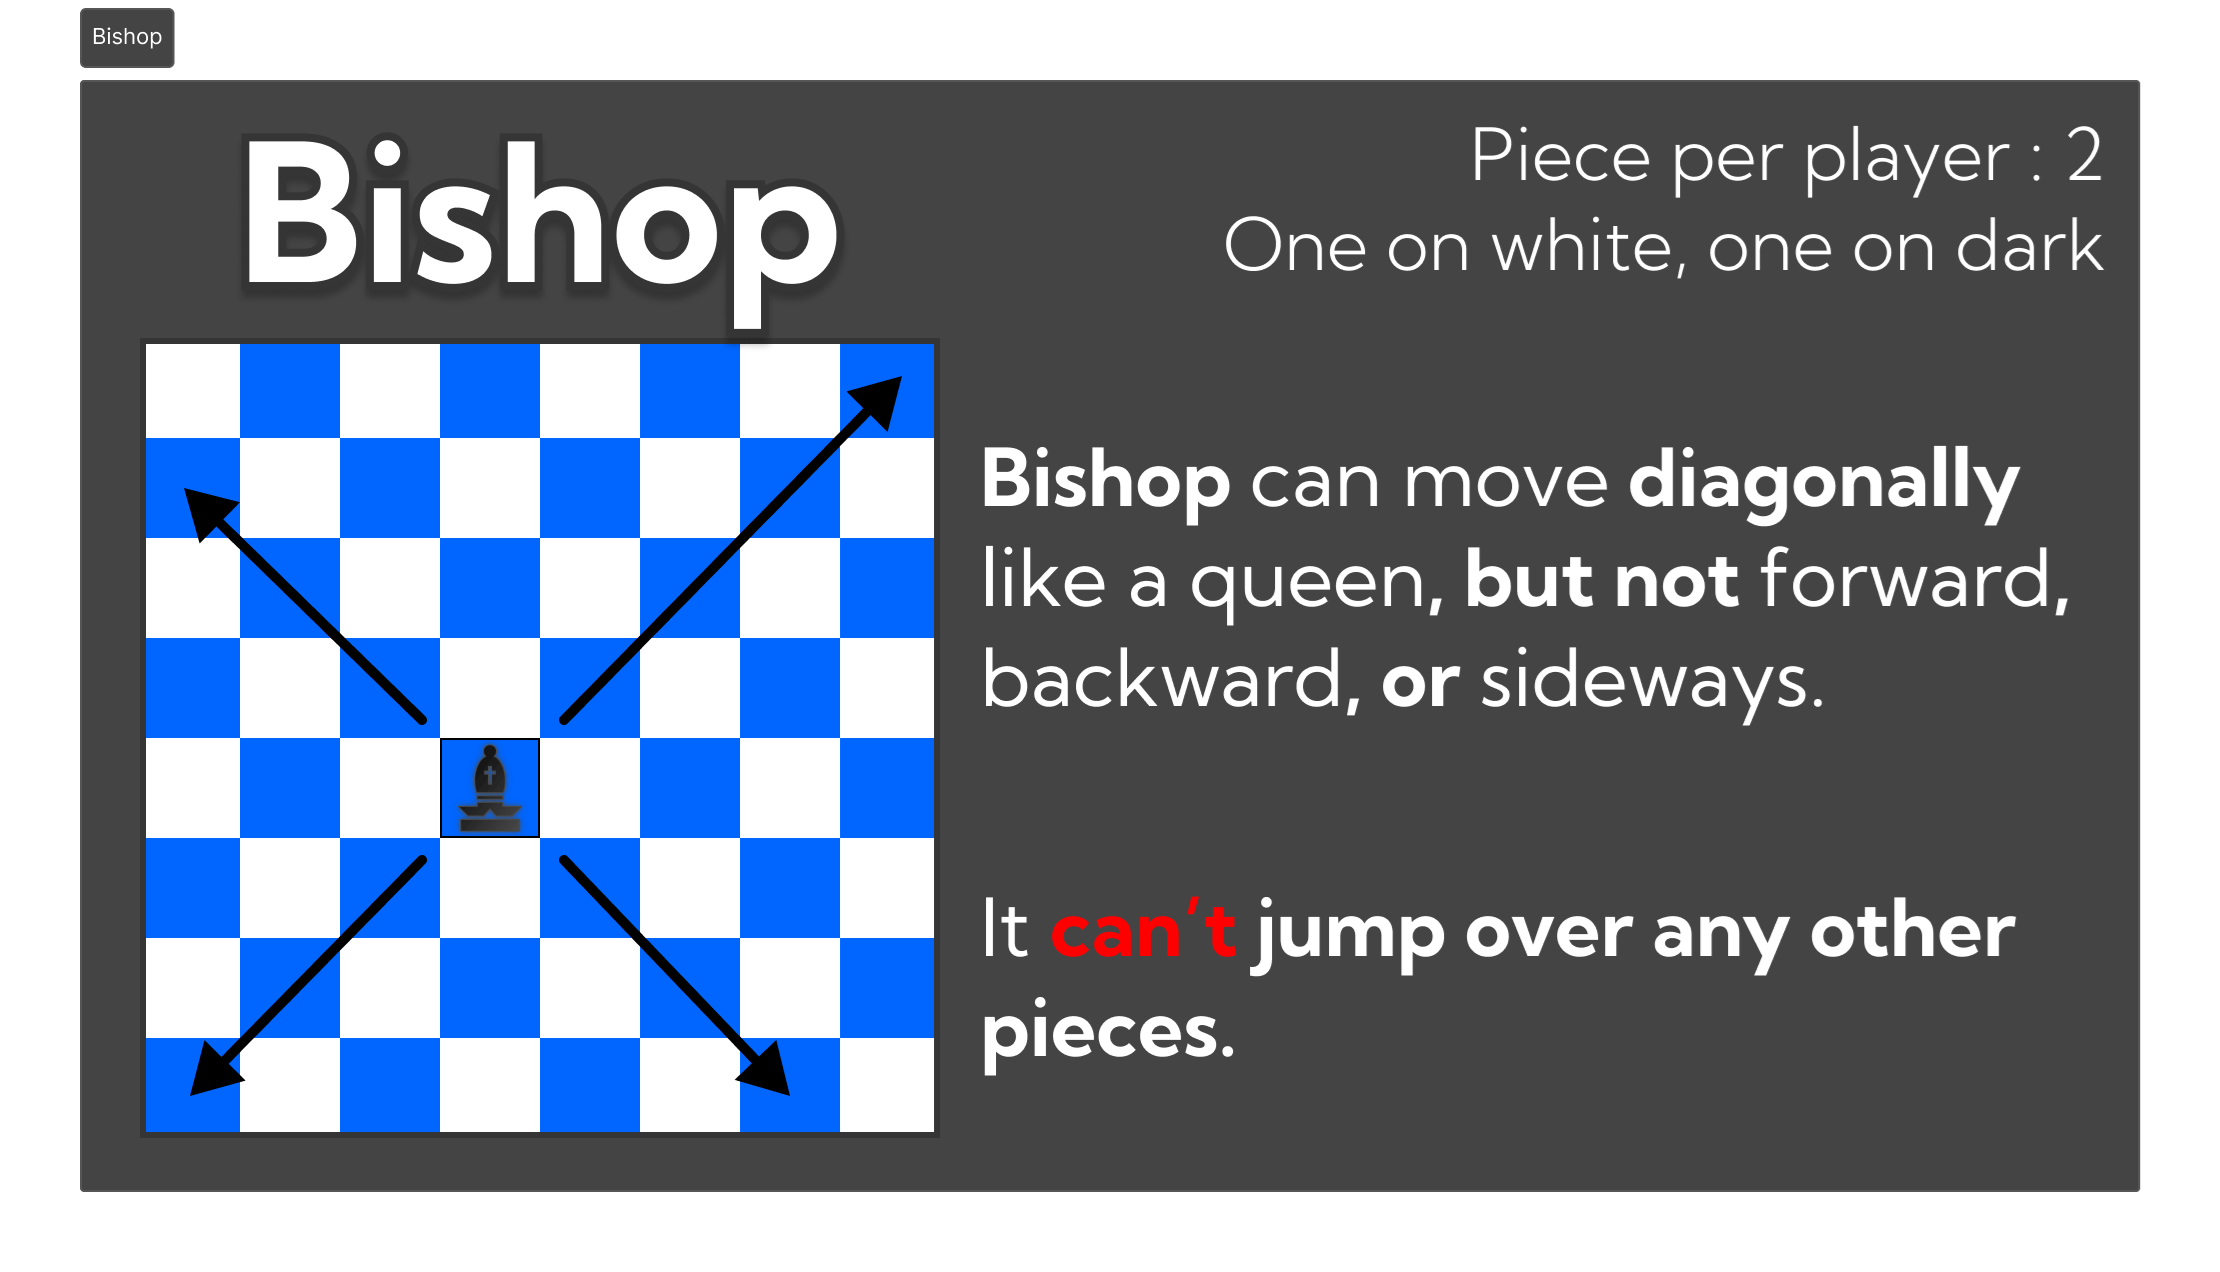 Bishop
Bishop
Piece per player : 2
One on white, one on dark
Bishop can move diagonally
like a queen, but not forward,
backward, or sideways.
It can‘t jump over any other
pieces.